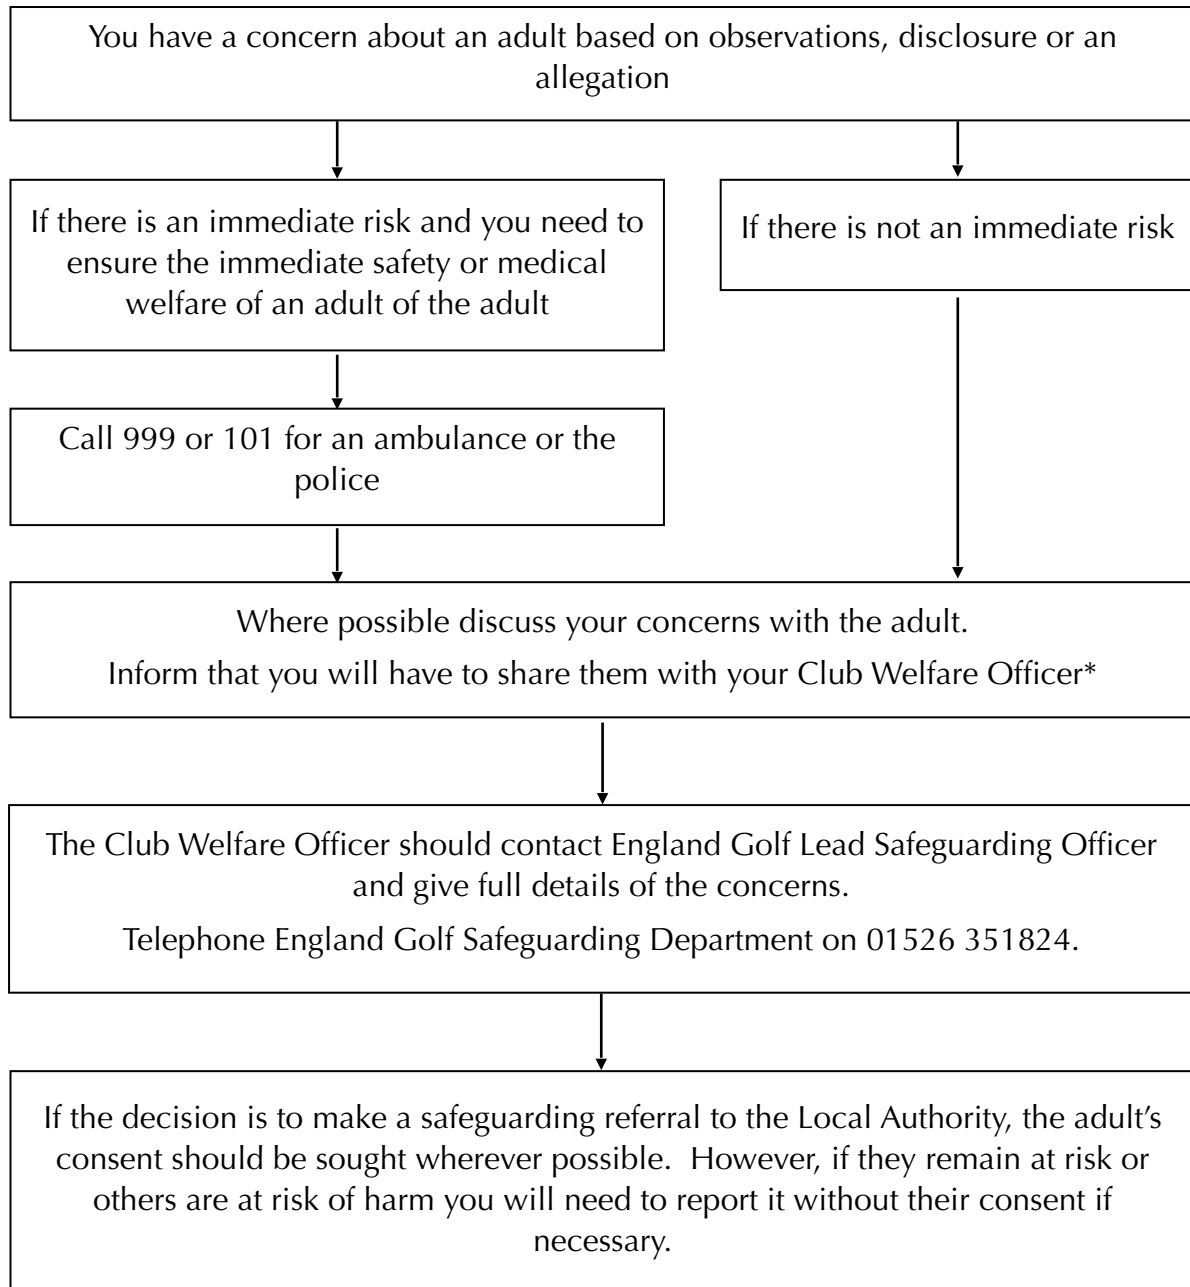 You have a concern about an adult based on observations, disclosure or an
allegation
If there is an immediate risk and you need to
ensure the immediate safety or medical
welfare of an adult of the adult
If there is not an immediate risk
Call 999 or 101 for an ambulance or the
police
Where possible discuss your concerns with the adult.
Inform that you will have to share them with your Club Welfare Officer*
The Club Welfare Officer should contact England Golf Lead Safeguarding Officer
and give full details of the concerns.
Telephone England Golf Safeguarding Department on 01526 351824.
If the decision is to make a safeguarding referral to the Local Authority, the adult’s
consent should be sought wherever possible.  However, if they remain at risk or
others are at risk of harm you will need to report it without their consent if
necessary.